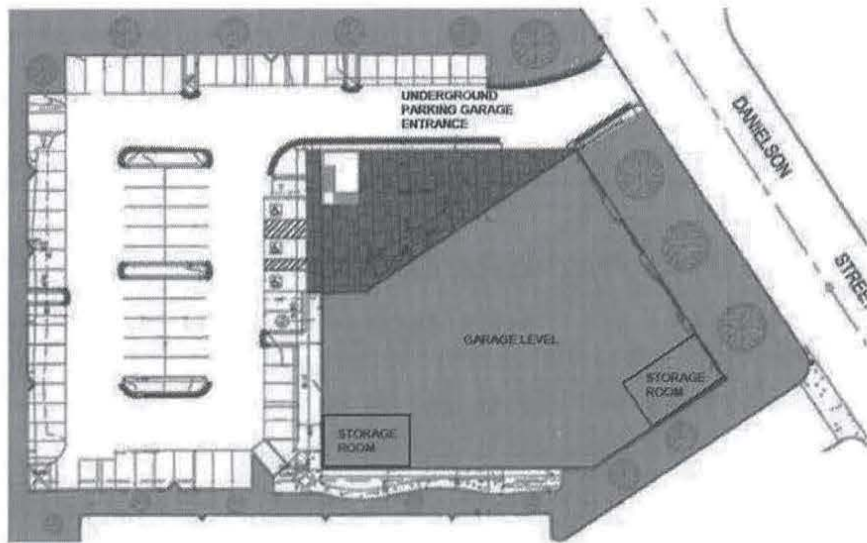 UNDERGROUND
PARKING GARAGE
ENTRANCE
DANIELSON
STREET
GARAGE LEVEL
STORAGE
ROOM
STORAGE
ROOM